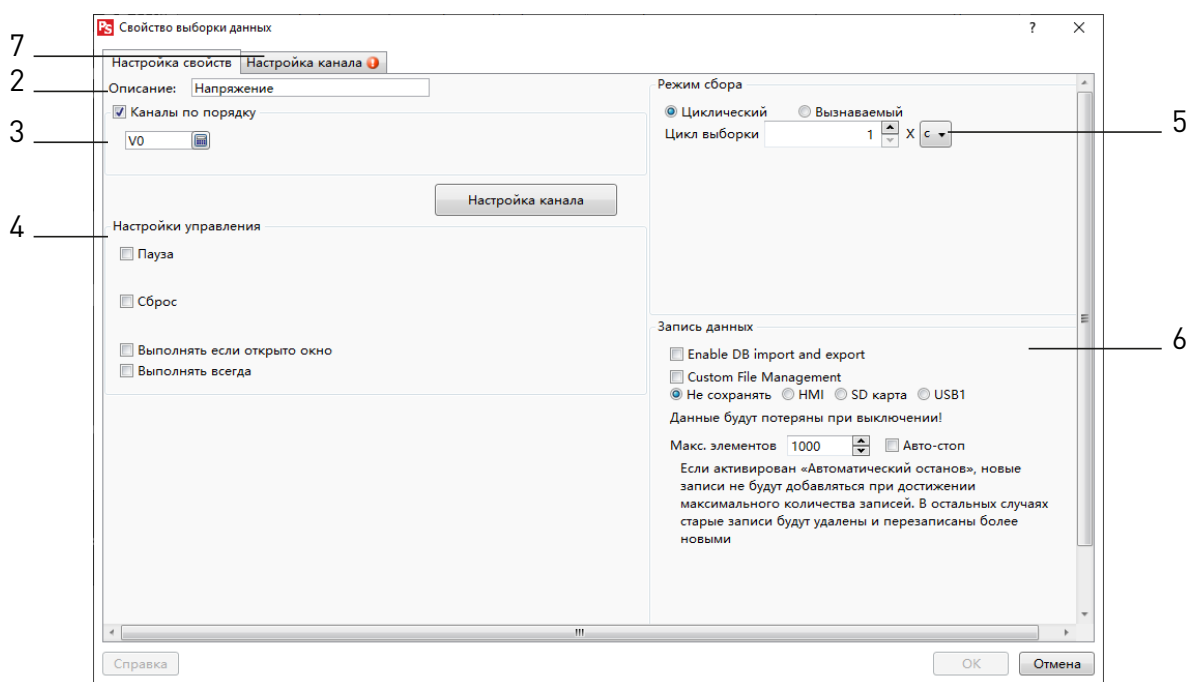 PS Свойство выборки данных ? ×
7
Настройка свойств Настройка канала !
2 Описание: Напряжение
Каналы по порядку
3 V0
Настройка канала
4 Настройки управления
Пауза
Сброс
Выполнять если открыто окно
Выполнять всегда
Режим сбора
Циклический Вызнаваемый
Цикл выборки 1 X с 5
Запись данных
6
Enable DB import and export
Custom File Management
Не сохранять HMI SD карта USB1
Данные будут потеряны при выключении!
Макс. элементов 1000 Авто-стоп
Если активирован «Автоматический останов», новые
записи не будут добавляться при достижении
максимального количества записей. В остальных случаях
старые записи будут удалены и перезаписаны более
новыми
Справка OK Отмена